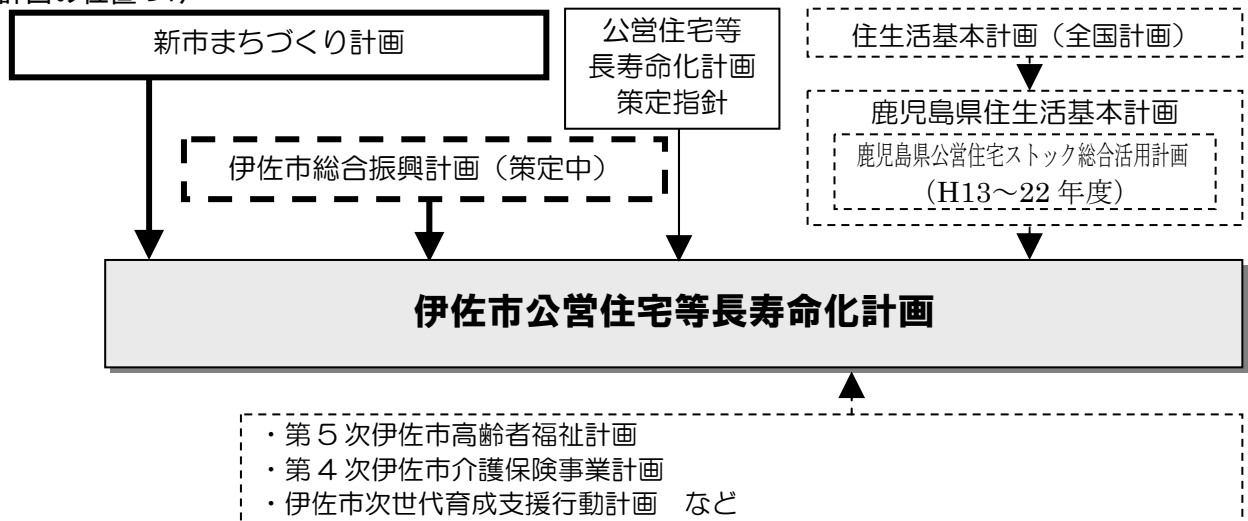 新市まちづくり計画
公営住宅等
長寿命化計画
策定指針
住生活基本計画（全国計画）
鹿児島県住生活基本計画
鹿児島県公営住宅ストック総合活用計画
（H13～22 年度）
伊佐市総合振興計画（策定中）
伊佐市公営住宅等長寿命化計画
・第５次伊佐市高齢者福祉計画
・第４次伊佐市介護保険事業計画
・伊佐市次世代育成支援行動計画　など